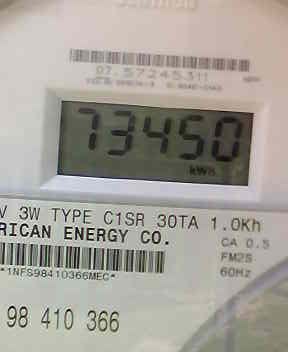 07.57245311
73450
kWh
V 3W TYPE C1SR 30TA 1.0Kh
RICAN ENERGY CO.
CA 0.5
FM2S
60Hz
*1NFS98410366MEC*
98 410 366